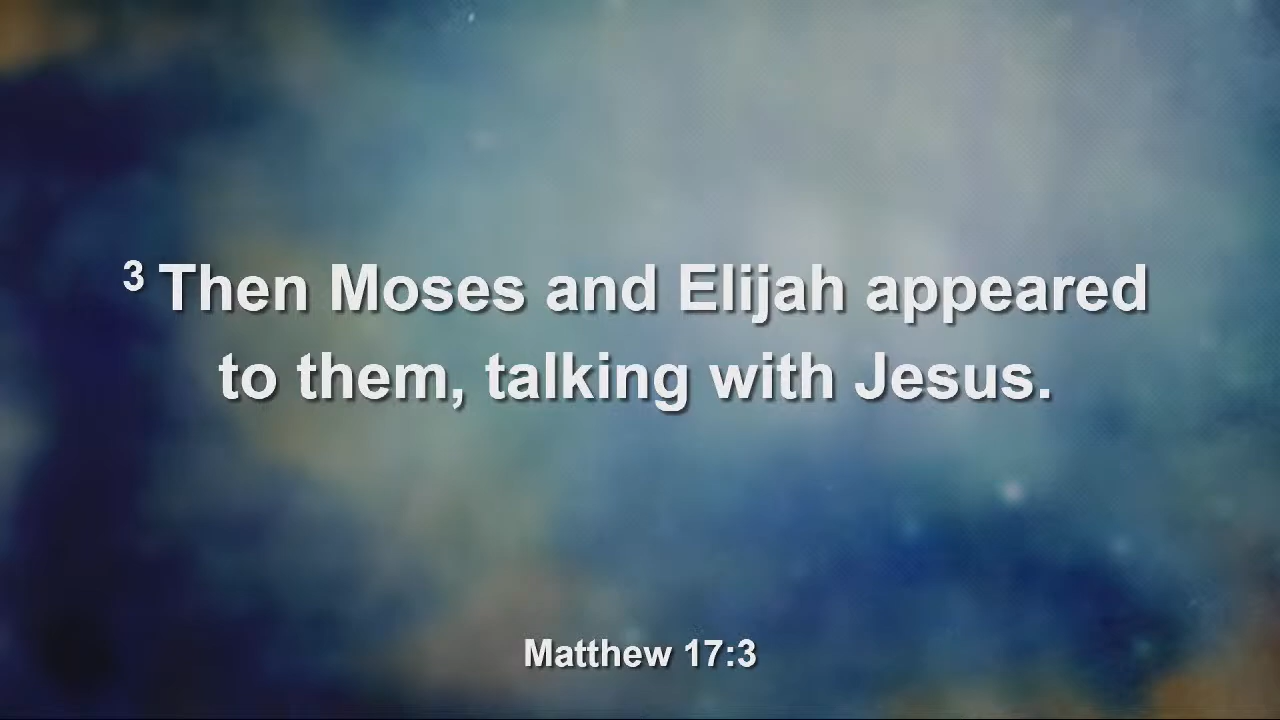 3 Then Moses and Elijah appeared
to them, talking with Jesus.
Matthew 17:3